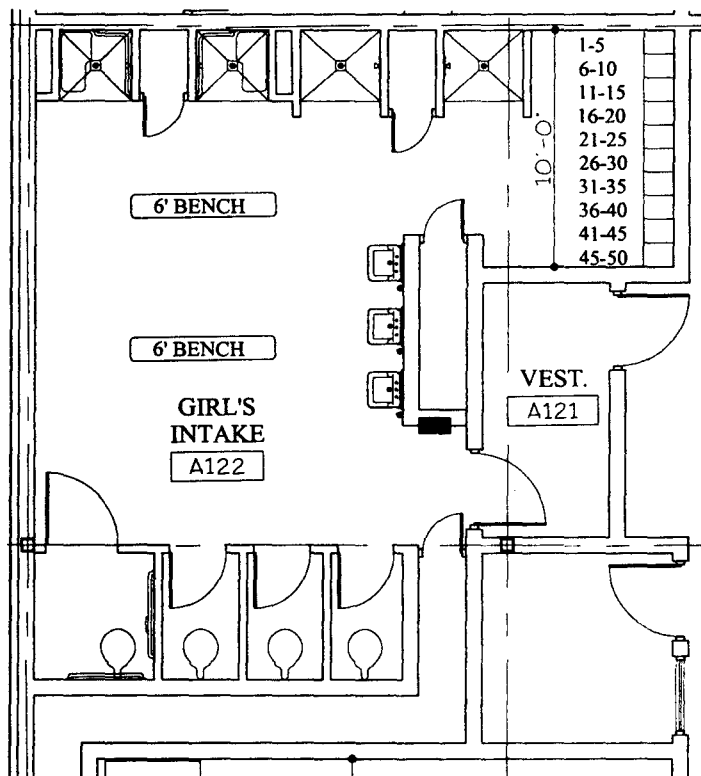 1-5
6-10
11-15
16-20
21-25
26-30
31-35
36-40
41-45
45-50
10'-0"
6' BENCH
6' BENCH
GIRL'S
INTAKE
A122
VEST.
A121